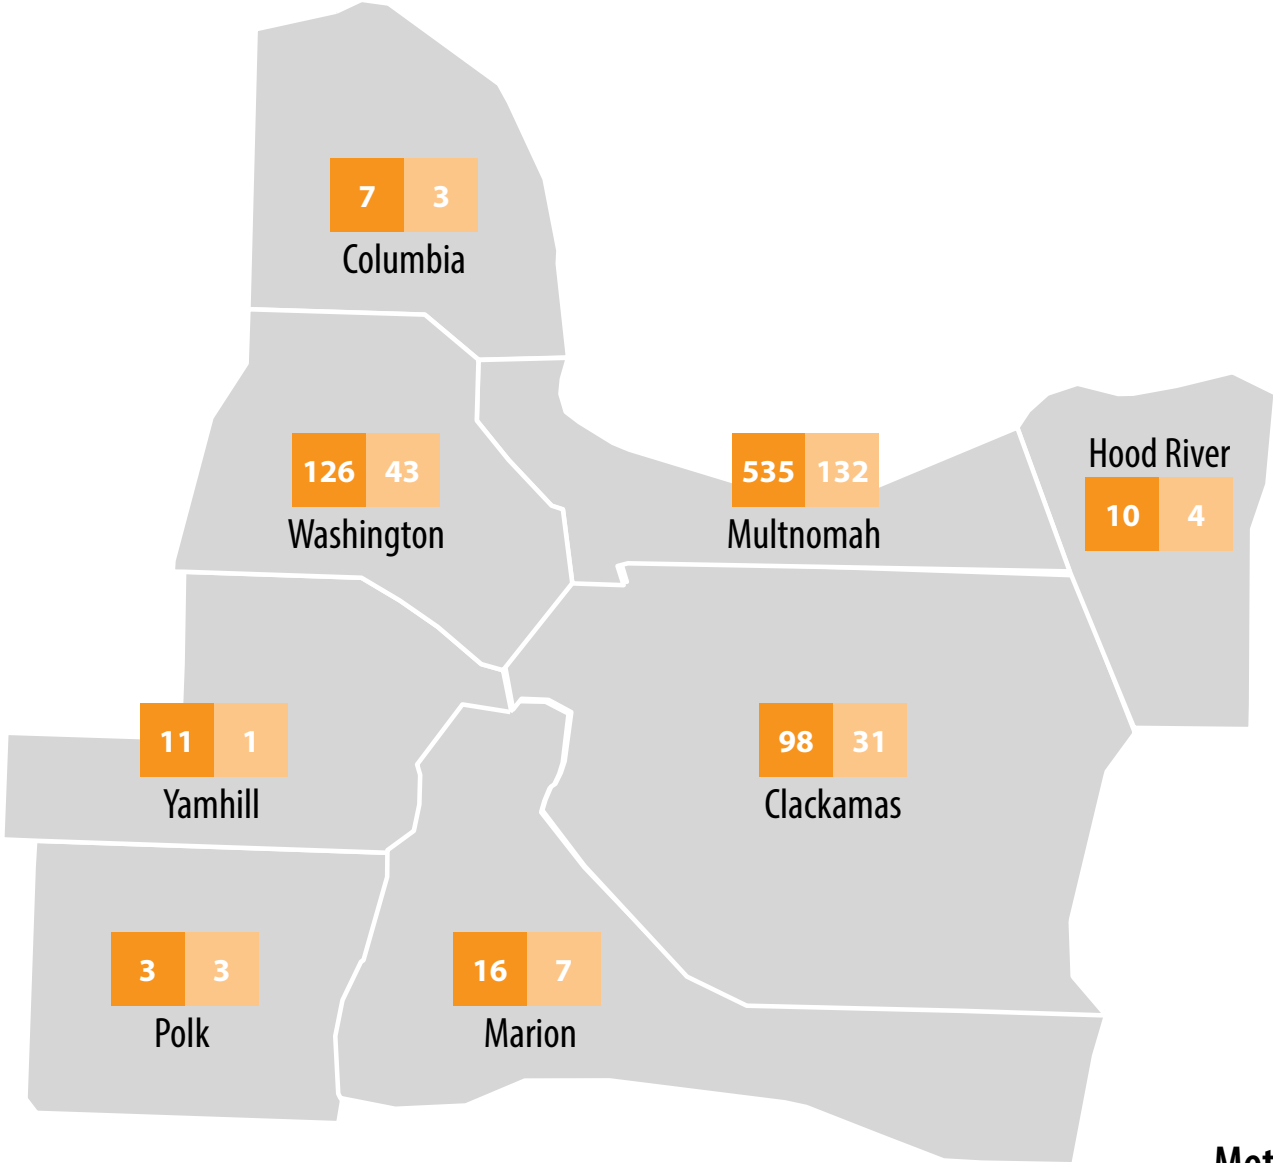 7 3
Columbia
126 43
Washington
535 132
Multnomah
Hood River
10 4
11 1
Yamhill
98 31
Clackamas
3 3
Polk
16 7
Marion